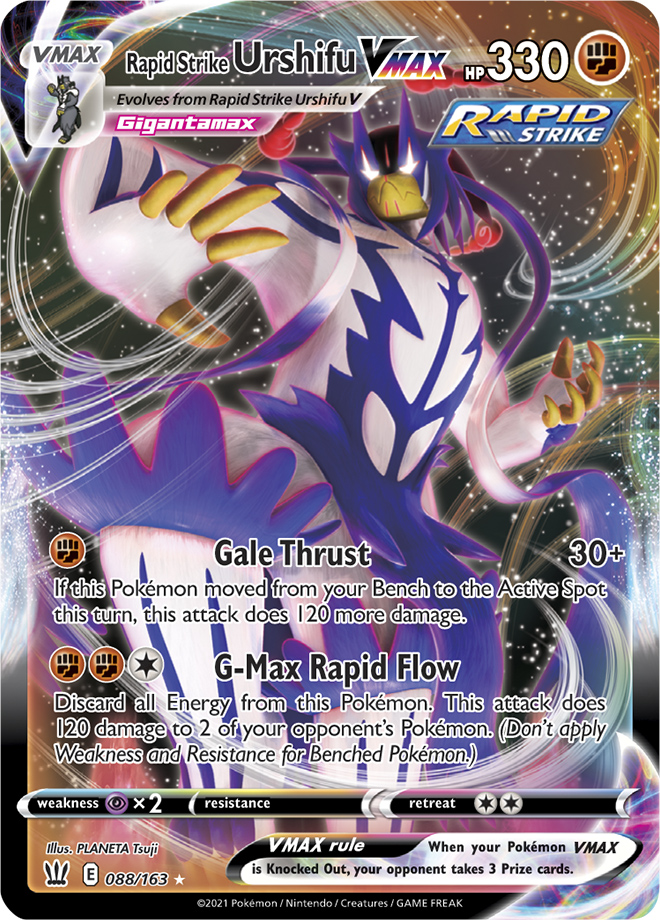 VMAX
Rapid Strike Urshifu VMAX HP 330
Evolves from Rapid Strike Urshifu V
Gigantamax
RAPID
STRIKE
Gale Thrust 30+
If this Pokémon moved from your Bench to the Active Spot
this turn, this attack does 120 more damage.
G-Max Rapid Flow
Discard all Energy from this Pokémon. This attack does
120 damage to 2 of your opponent's Pokémon. (Don't apply
Weakness and Resistance for Benched Pokémon.)
weakness ×2 resistance retreat
Illus. PLANETA Tsuji
E 088/163
VMAX rule When your Pokémon VMAX
is Knocked Out, your opponent takes 3 Prize cards.
©2021 Pokémon / Nintendo / Creatures / GAME FREAK